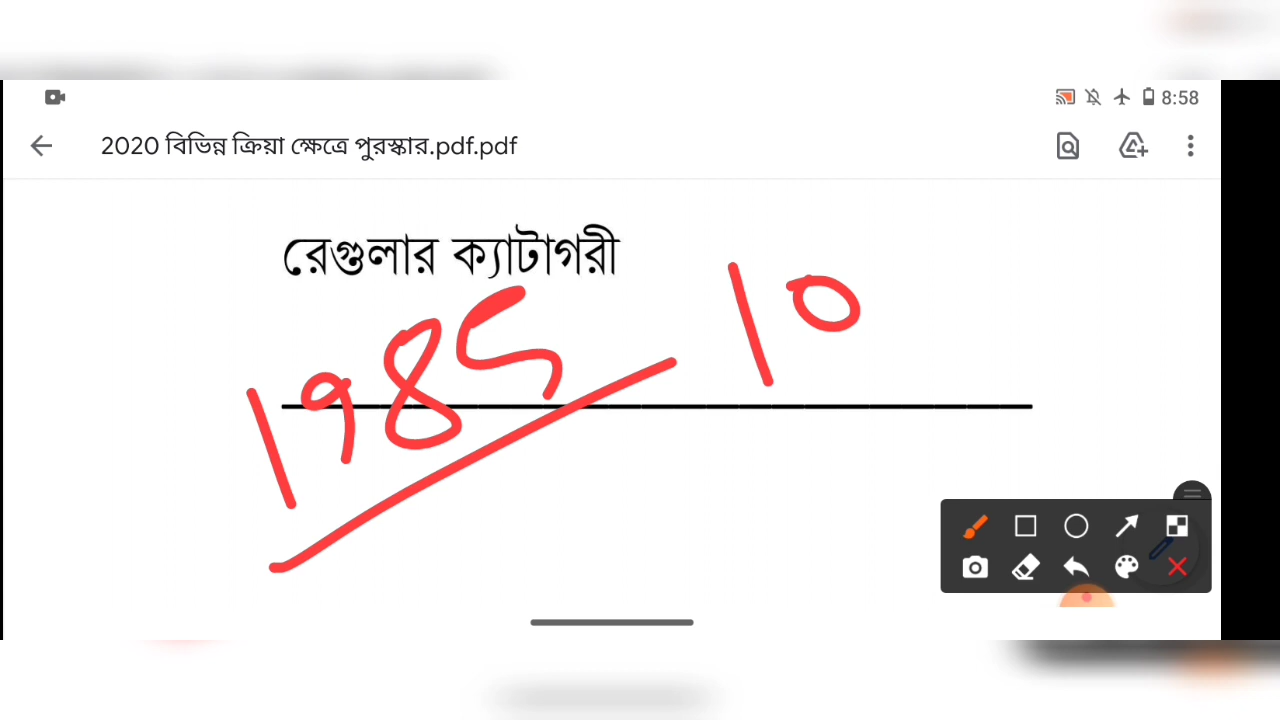 8:58
2020 বিভিন্ন ক্রিয়া ক্ষেত্রে পুরস্কার.pdf.pdf
রেগুলার ক্যাটাগরী
1985 10